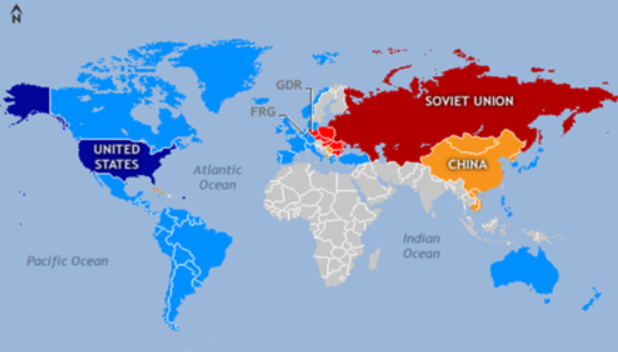 N
GDR
FRG
SOVIET UNION
UNITED
STATES
CHINA
Atlantic
Ocean
Indian
Ocean
Pacific Ocean